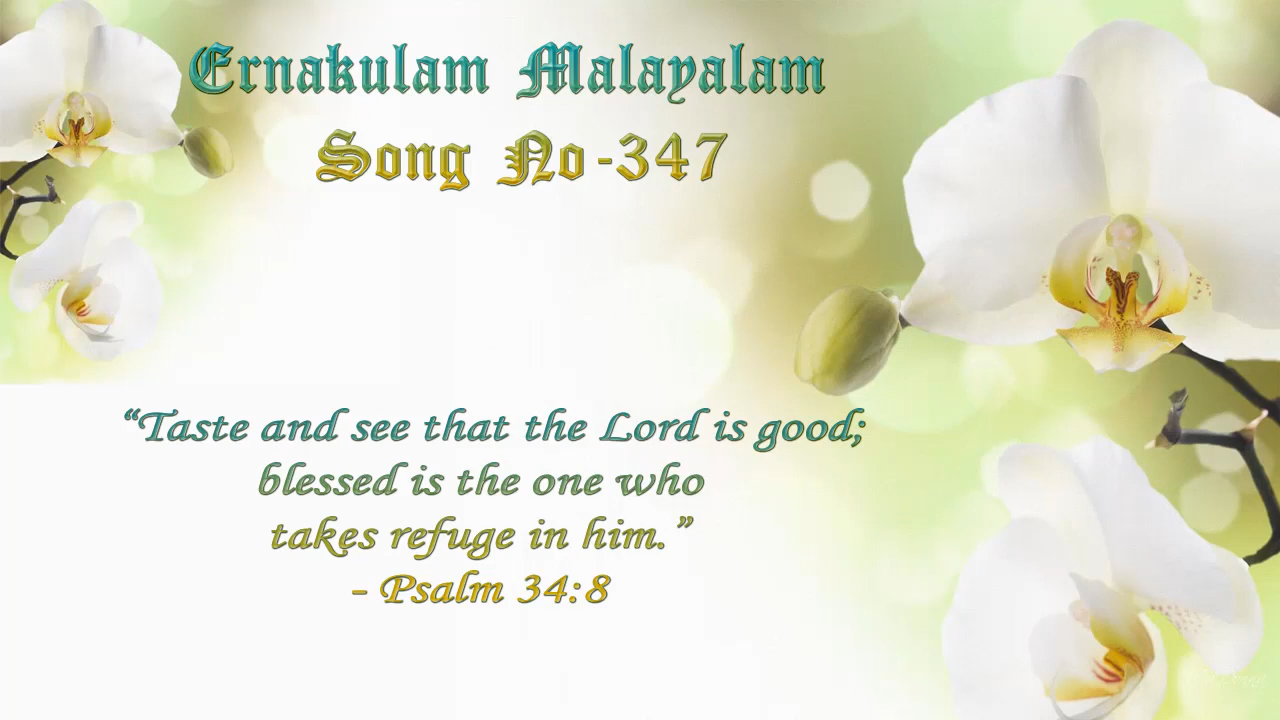 Ernakulam Malayalam
Song No-347
“Taste and see that the Lord is good;
blessed is the one who
takes refuge in him.”
- Psalm 34:8